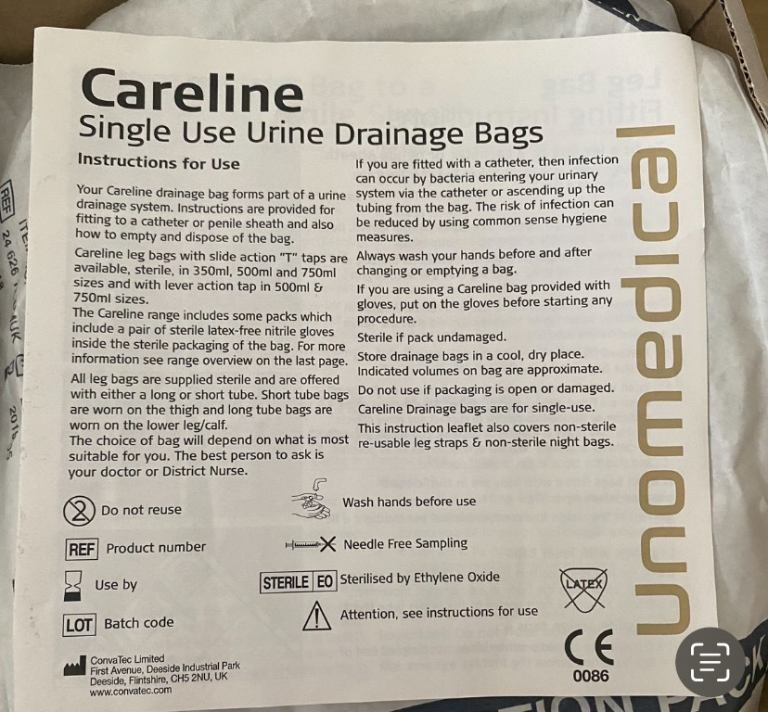 Careline
Single Use Urine Drainage Bags
Instructions for Use
Your Careline drainage bag forms part of a urine
drainage system. Instructions are provided for
fitting to a catheter or penile sheath and also
how to empty and dispose of the bag.
Careline leg bags with slide action "T" taps are
available, sterile, in 350ml, 500ml and 750ml
sizes and with lever action tap in 500ml &
750ml sizes.
The Careline range includes some packs which
include a pair of sterile latex-free nitrile gloves
inside the sterile packaging of the bag. For more
information see range overview on the last page.
All leg bags are supplied sterile and are offered
with either a long or short tube. Short tube bags
are worn on the thigh and long tube bags are
worn on the lower leg/calf.
The choice of bag will depend on what is most
suitable for you. The best person to ask is
your doctor or District Nurse.
If you are fitted with a catheter, then infection
can occur by bacteria entering your urinary
system via the catheter or ascending up the
tubing from the bag. The risk of infection can
be reduced by using common sense hygiene
measures.
Always wash your hands before and after
changing or emptying a bag.
If you are using a Careline bag provided with
gloves, put on the gloves before starting any
procedure.
Sterile if pack undamaged.
Store drainage bags in a cool, dry place.
Indicated volumes on bag are approximate.
Do not use if packaging is open or damaged.
Careline Drainage bags are for single-use.
This instruction leaflet also covers non-sterile
re-usable leg straps & non-sterile night bags.
unomedical
2 Do not reuse
REF Product number
Use by
LOT Batch code
Wash hands before use
Needle Free Sampling
STERILE EO Sterilised by Ethylene Oxide
Attention, see instructions for use
LATEX
CE
0086
ConvaTec Limited
First Avenue, Deeside Industrial Park
Deeside, Flintshire, CH5 2NU, UK
www.convatec.com
REF
24 626